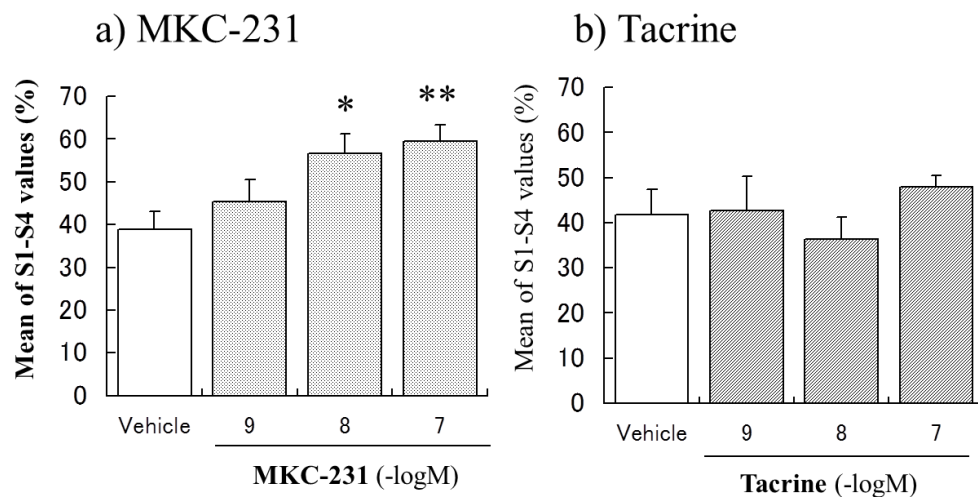 a) MKC-231
Mean of S1-S4 values (%)
70
60
50
40
30
20
10
0
*
**
Vehicle 9 8 7
MKC-231 (-logM)
b) Tacrine
Mean of S1-S4 values (%)
70
60
50
40
30
20
10
0
Vehicle 9 8 7
Tacrine (-logM)